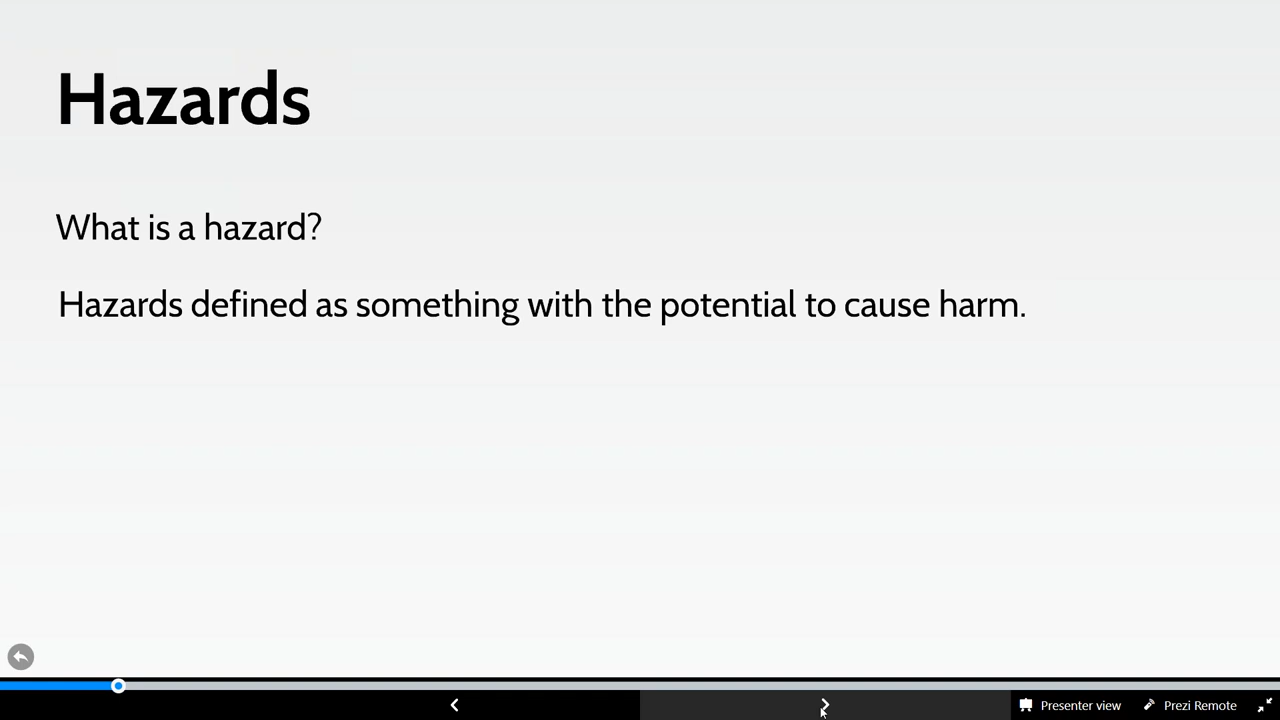 Hazards
What is a hazard?
Hazards defined as something with the potential to cause harm.
Presenter view
Prezi Remote